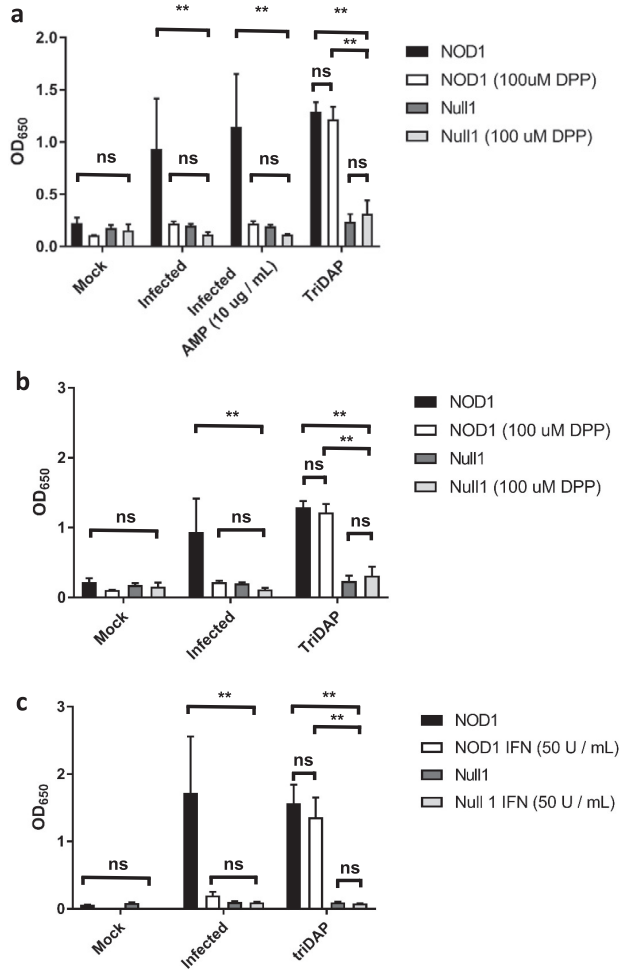 a
** ** **
2.0
NOD1
**
NOD1 (100uM DPP)
ns
1.5
Null1
Null1 (100 uM DPP)
OD650
1.0
ns ns ns ns
0.5
0.0
Mock
Infected
Infected
AMP (10 ug / mL)
TriDAP
b
3
NOD1
** **
NOD1 (100 uM DPP)
**
Null1
2
ns
Null1 (100 uM DPP)
OD650
ns ns ns
1
0
Mock
Infected
TriDAP
c
3
** **
NOD1
**
NOD1 IFN (50 U / mL)
Null1
2
ns
Null 1 IFN (50 U / mL)
OD650
1
ns ns ns
0
Mock
Infected
triDAP